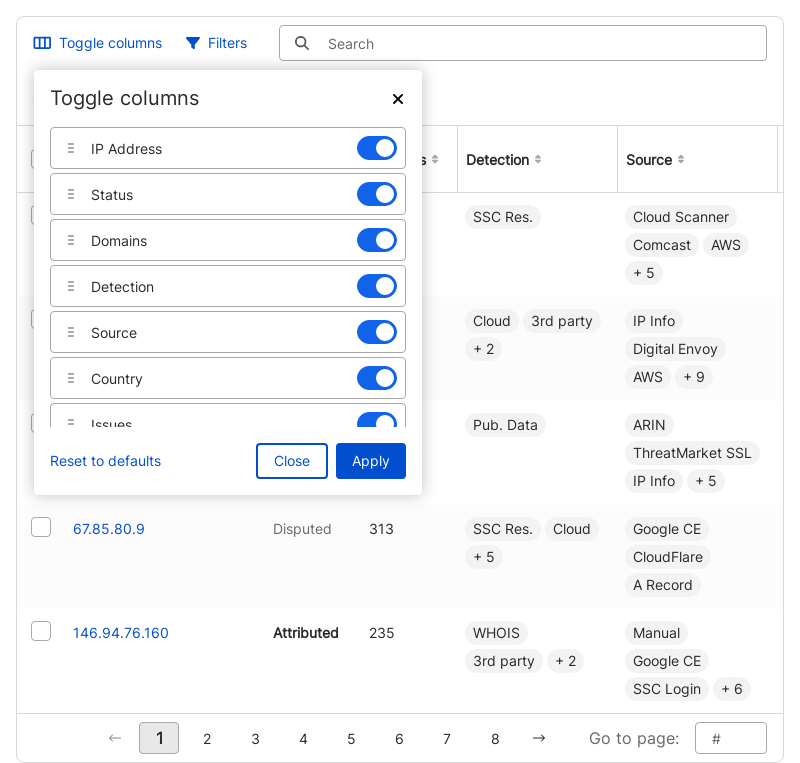 Toggle columns Filters Search
Toggle columns
IP Address
Status
Domains
Detection
Source
Country
Issues
Reset to defaults Close Apply
s Detection Source
SSC Res. Cloud Scanner
Comcast AWS
+ 5
Cloud 3rd party IP Info
+ 2 Digital Envoy
AWS + 9
Pub. Data ARIN
ThreatMarket SSL
IP Info + 5
67.85.80.9 Disputed 313 SSC Res. Cloud Google CE
+ 5 CloudFlare
A Record
146.94.76.160 Attributed 235 WHOIS Manual
3rd party + 2 Google CE
SSC Login + 6
← 1 2 3 4 5 6 7 8 → Go to page: #